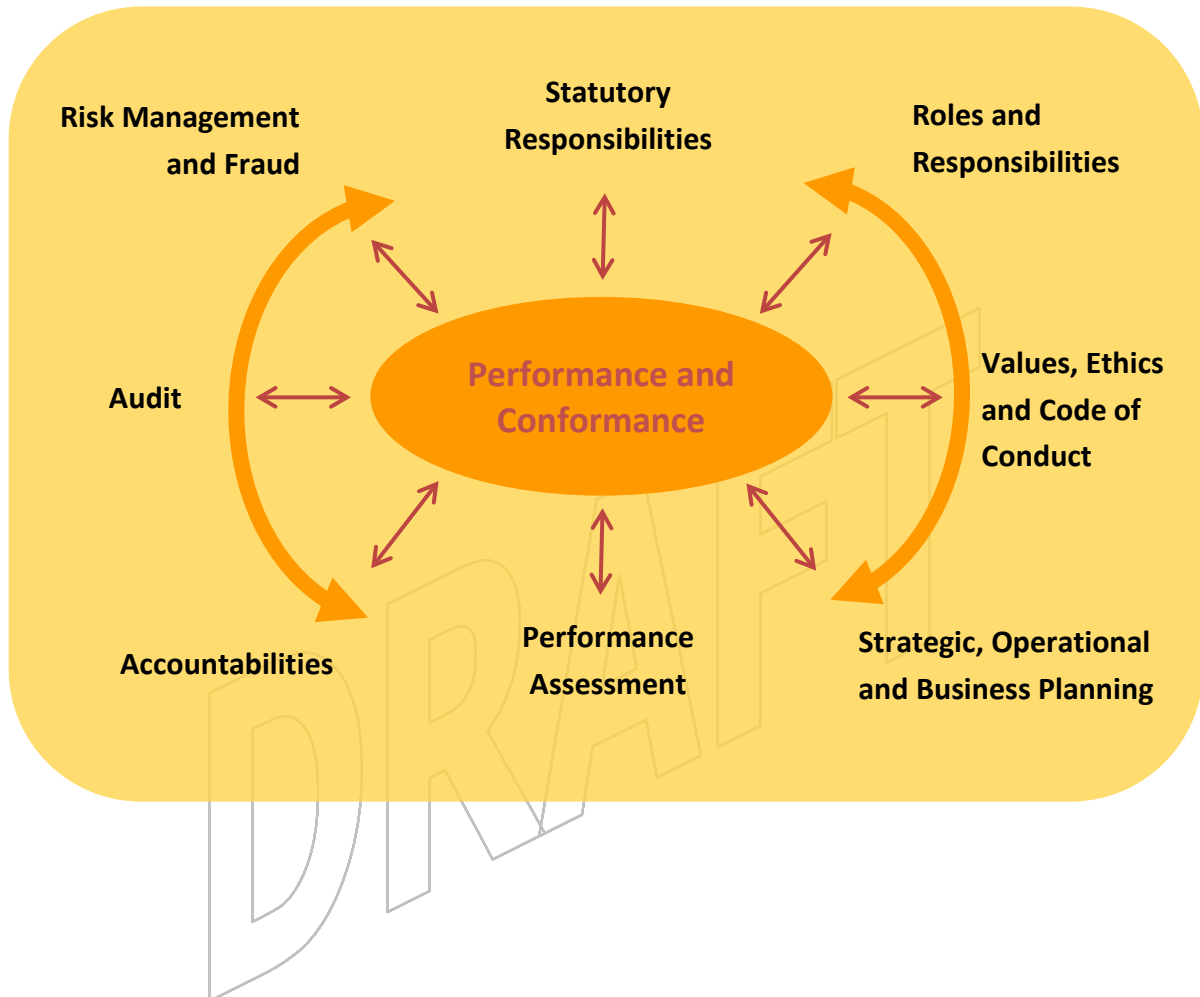 Statutory
Responsibilities
Risk Management
and Fraud
Roles and
Responsibilities
Performance and
Conformance
Audit
Values, Ethics
and Code of
Conduct
Accountabilities
Performance
Assessment
Strategic, Operational
and Business Planning
DRAFT